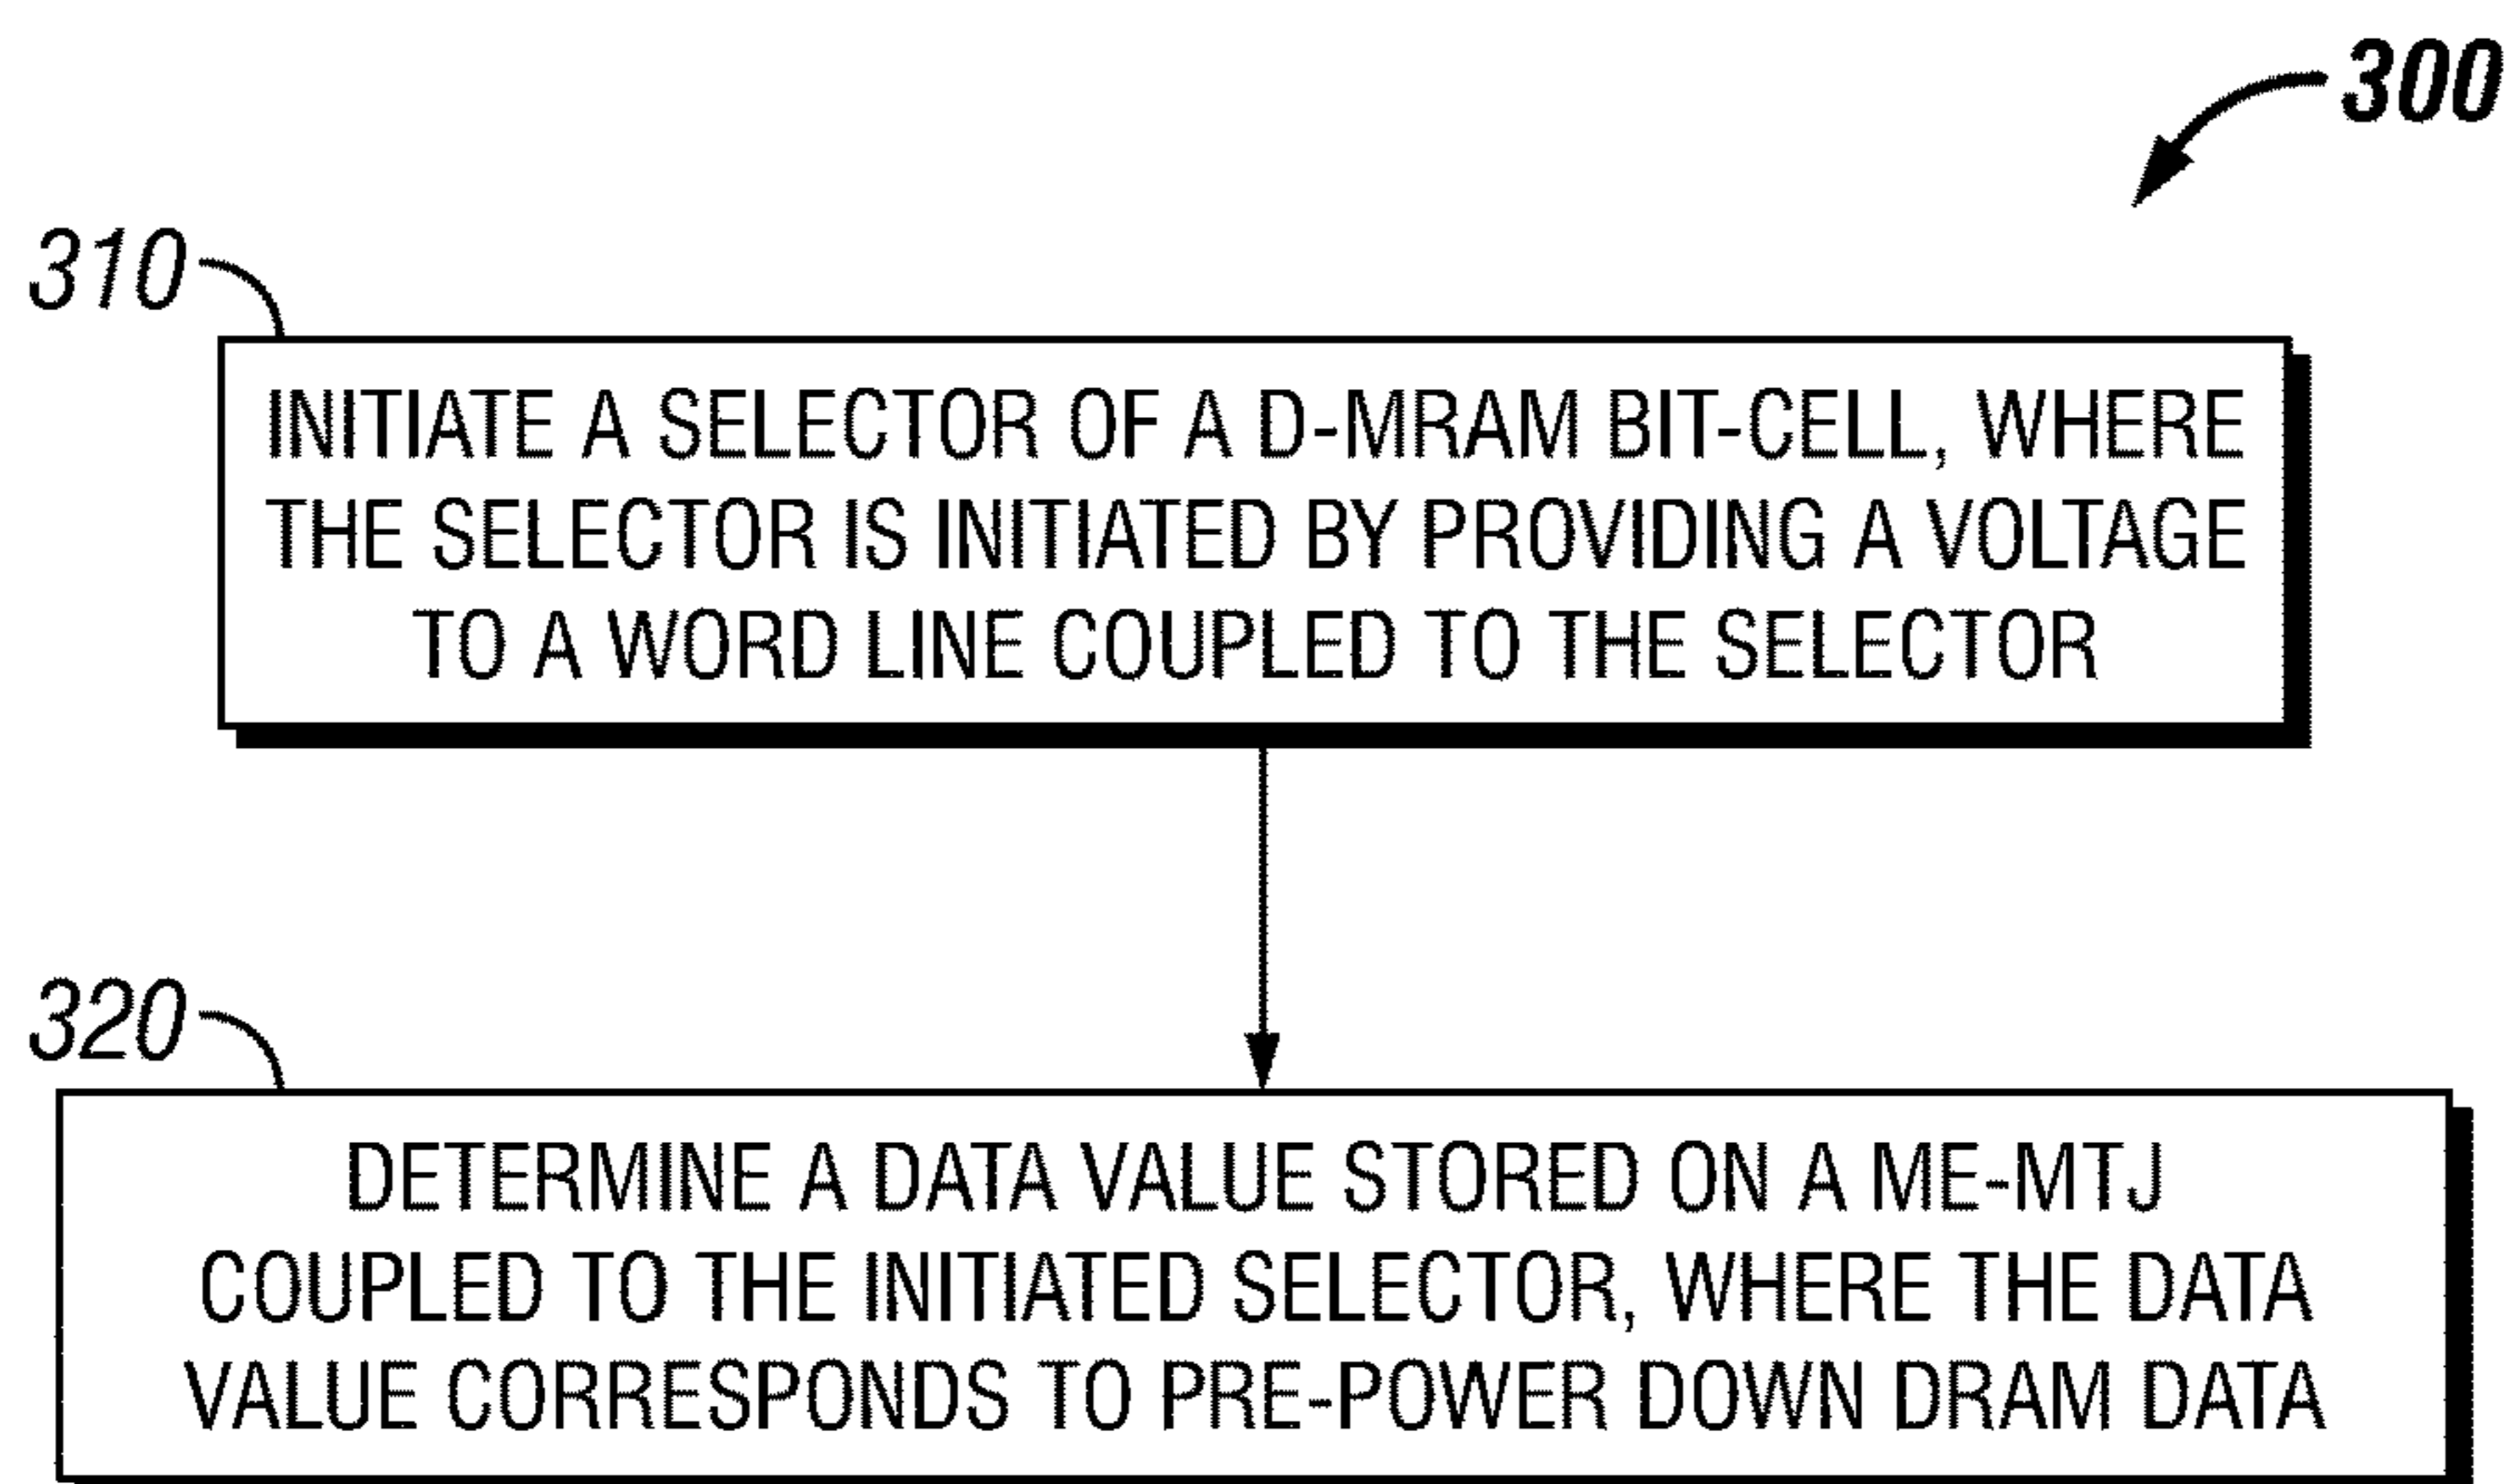 300
310
INITIATE A SELECTOR OF A D-MRAM BIT-CELL, WHERE
THE SELECTOR IS INITIATED BY PROVIDING A VOLTAGE
TO A WORD LINE COUPLED TO THE SELECTOR
320
DETERMINE A DATA VALUE STORED ON A ME-MTJ
COUPLED TO THE INITIATED SELECTOR, WHERE THE DATA
VALUE CORRESPONDS TO PRE-POWER DOWN DRAM DATA